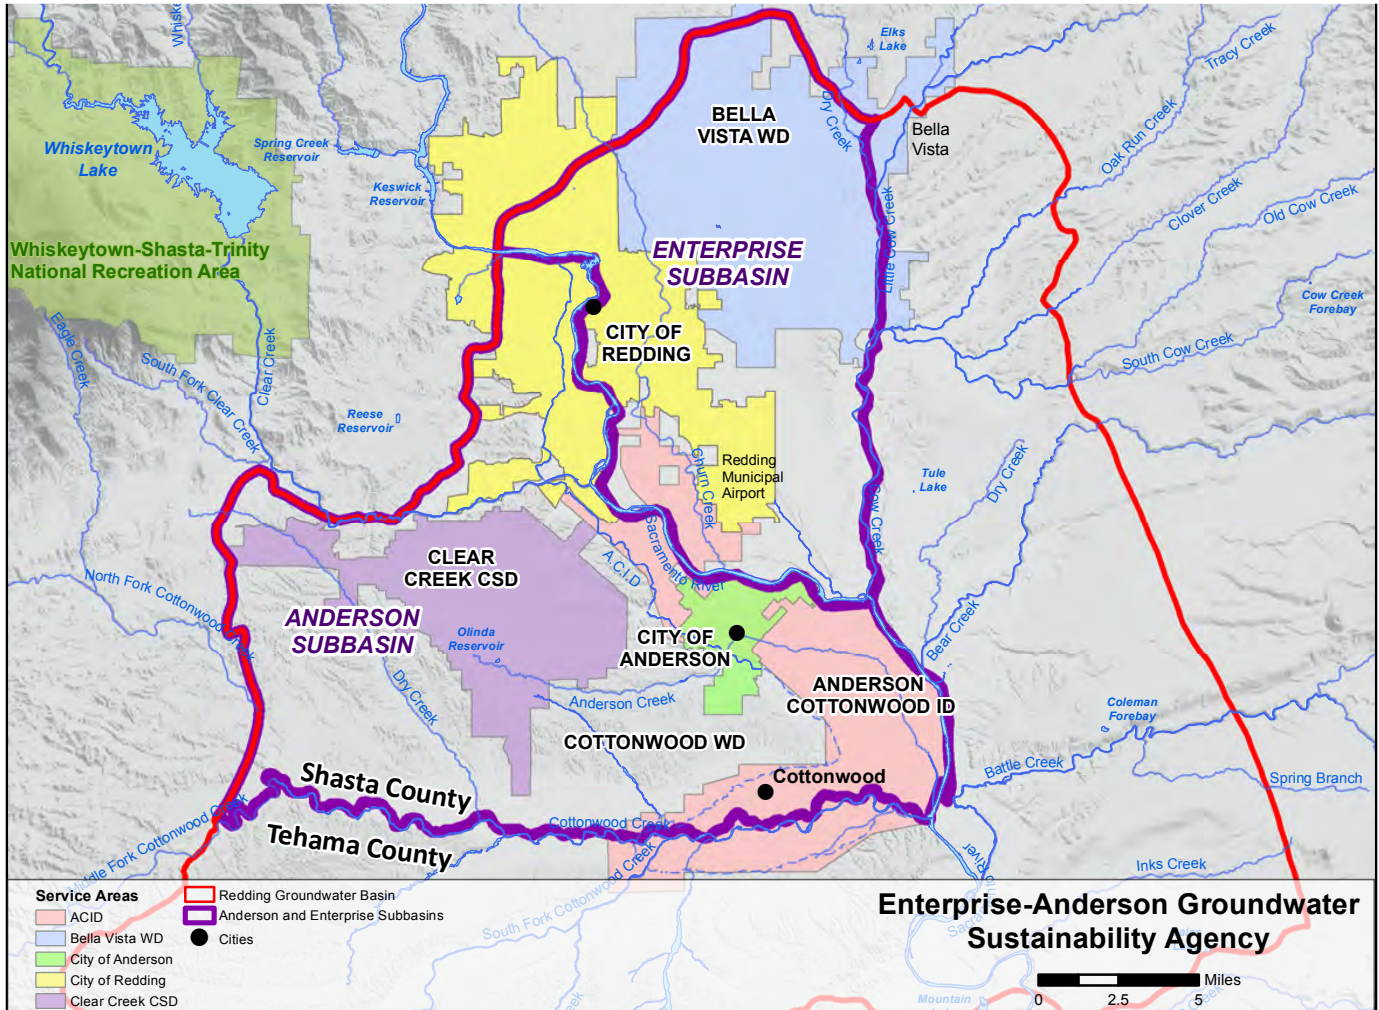 Whiske
Elks
Lake
Tracy Creek
Dry Creek
BELLA
VISTA WD
Bella
Vista
Oak Run Creek
Whiskeytown
Lake
Spring Creek
Reservoir
Keswick
Reservoir
Clover Creek
Old Cow Creek
Little Cow Creek
Whiskeytown-Shasta-Trinity
National Recreation Area
ENTERPRISE
SUBBASIN
Cow Creek
Forebay
Eagle Creek
South Fork Clear Creek
Clear Creek
CITY OF
REDDING
South Cow Creek
Reese
Reservoir
Churn Creek
Redding
Municipal
Airport
Tule
Lake
Dry Creek
Cow Creek
Sacramento River
A.C.I.D
CLEAR
CREEK CSD
North Fork Cottonwood Creek
ANDERSON
SUBBASIN
Olinda
Reservoir
CITY OF
ANDERSON
Bear Creek
Dry Creek
Anderson Creek
ANDERSON
COTTONWOOD ID
Coleman
Forebay
COTTONWOOD WD
Battle Creek
Spring Branch
Shasta County
Cottonwood
Tehama County
Cottonwood Creek
Middle Fork Cottonwood Creek
South Fork Cottonwood Creek
Inks Creek
Service Areas
ACID
Bella Vista WD
City of Anderson
City of Redding
Clear Creek CSD
Redding Groundwater Basin
Anderson and Enterprise Subbasins
Cities
Enterprise-Anderson Groundwater
Sustainability Agency
Miles
0 2.5 5
Mountain